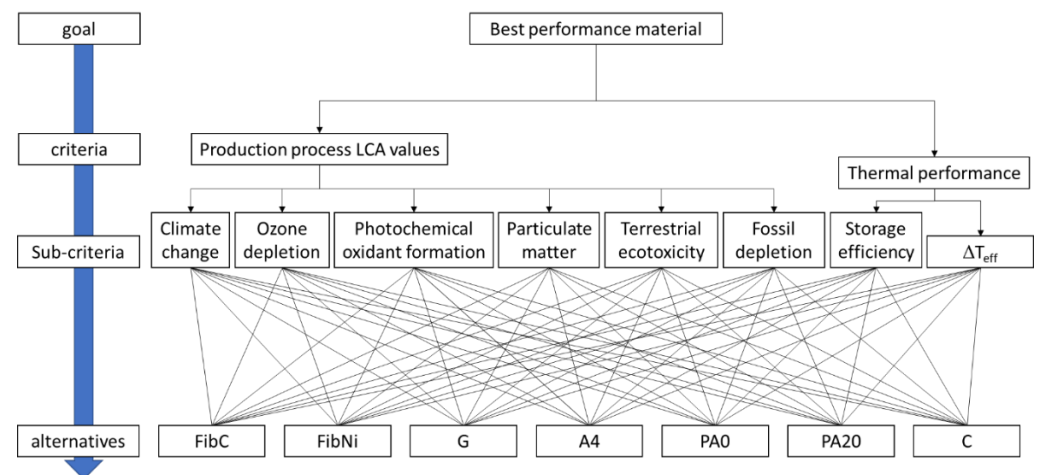 goal
Best performance material
criteria
Production process LCA values
Thermal performance
Sub-criteria
Climate
change
Ozone
depletion
Photochemical
oxidant formation
Particulate
matter
Terrestrial
ecotoxicity
Fossil
depletion
Storage
efficiency
ΔTeff
alternatives
FibC
FibNi
G
A4
PA0
PA20
C